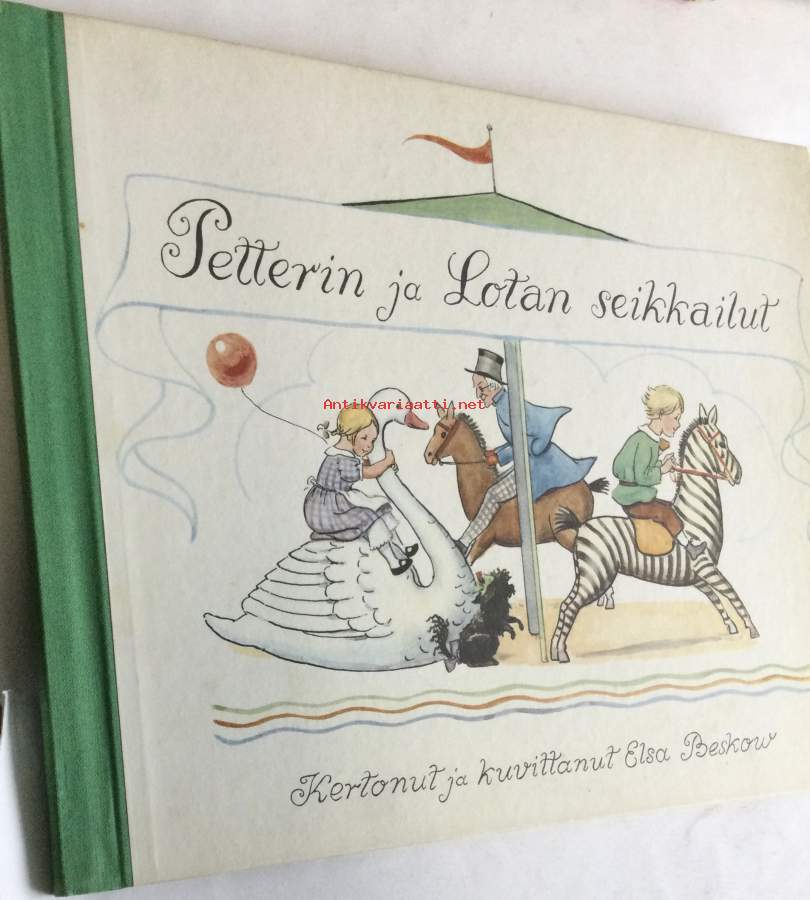 Petterin ja Lotan seikkailut
Antikvariaatti.net
Kertonut ja kuvittanut Elsa Beskow